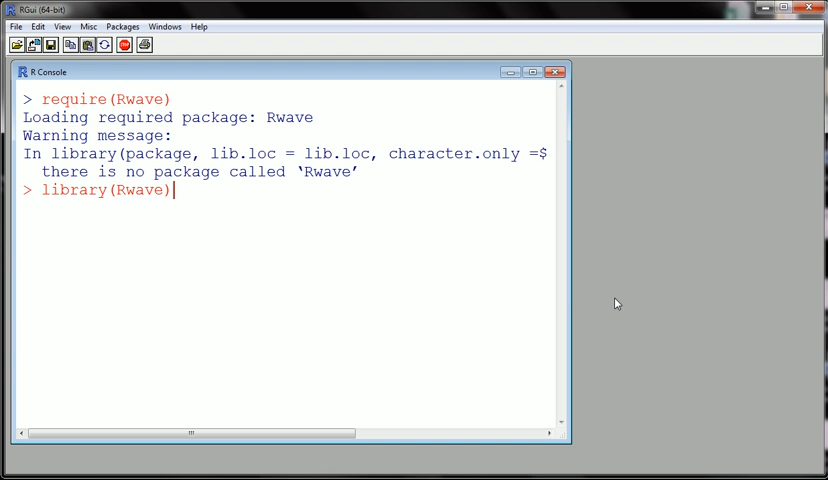 RGui (64-bit)
File Edit View Misc Packages Windows Help
R Console
> require(Rwave)
Loading required package: Rwave
Warning message:
In library(package, lib.loc = lib.loc, character.only =$
there is no package called ‘Rwave’
> library(Rwave)